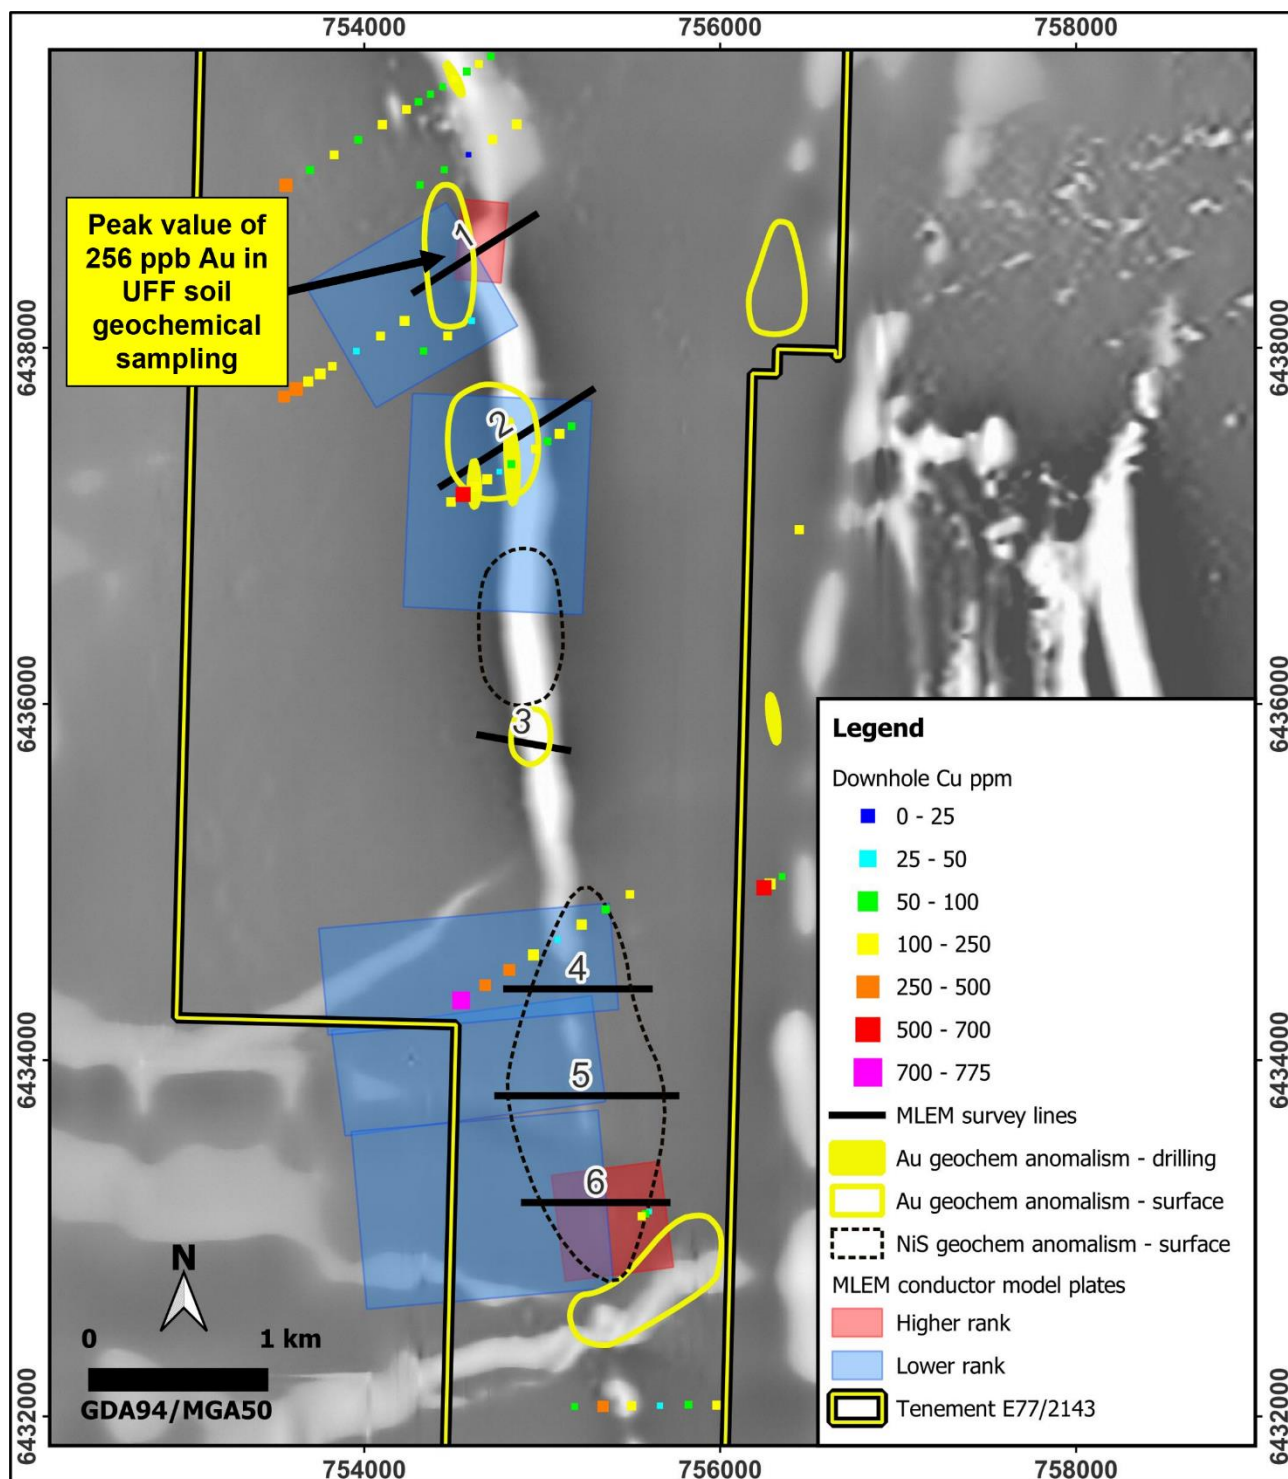 754000
756000
758000
Peak value of
256 ppb Au in
UFF soil
geochemical
sampling
1
6438000
6438000
2
3
6436000
6436000
4
5
6434000
6434000
6
6432000
6432000
N
0
1 km
GDA94/MGA50
Legend
Downhole Cu ppm
0 - 25
25 - 50
50 - 100
100 - 250
250 - 500
500 - 700
700 - 775
MLEM survey lines
Au geochem anomalism - drilling
Au geochem anomalism - surface
NiS geochem anomalism - surface
MLEM conductor model plates
Higher rank
Lower rank
Tenement E77/2143
754000
756000
758000